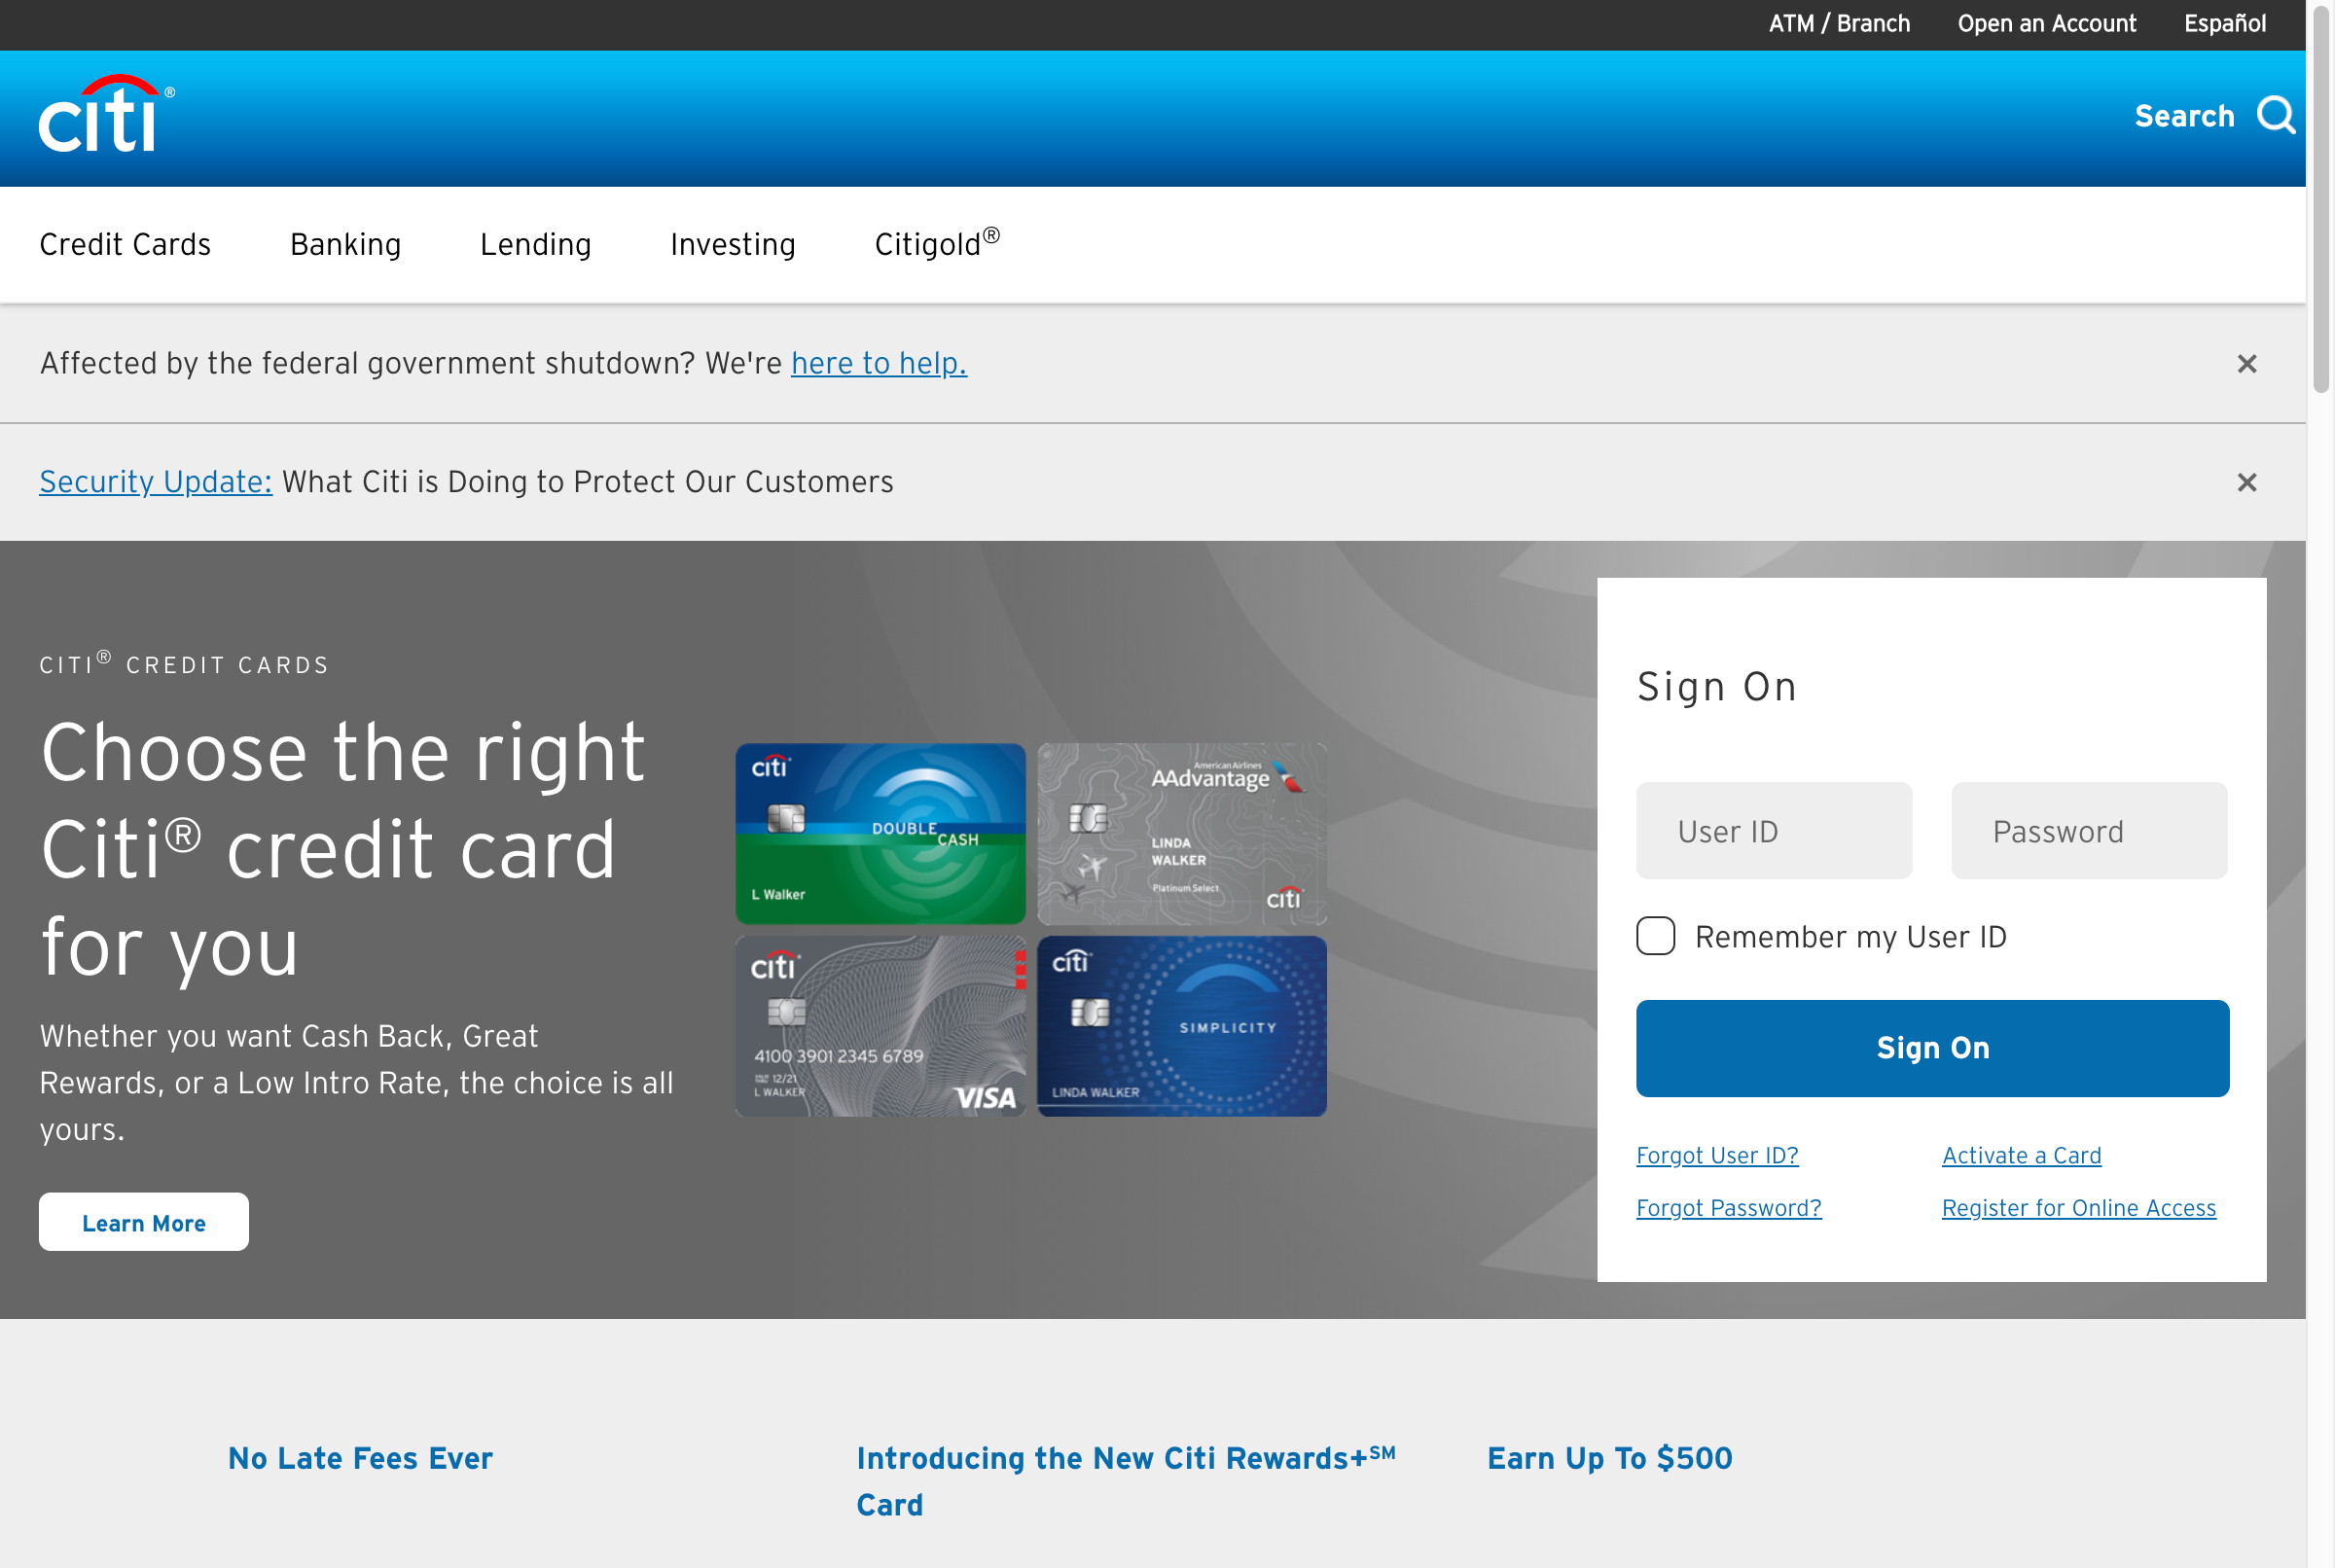 ATM / Branch Open an Account Español
citi®
Search
Credit Cards Banking Lending Investing Citigold®
Affected by the federal government shutdown? We're here to help.
Security Update: What Citi is Doing to Protect Our Customers
CITI® CREDIT CARDS
Choose the right
Citi® credit card
for you
Whether you want Cash Back, Great
Rewards, or a Low Intro Rate, the choice is all
yours.
Learn More
citi
DOUBLE
CASH
L Walker
American Airlines
AAdvantage
LINDA
WALKER
Platinum Select
citi
citi
4100 3901 2345 6789
12/21
L WALKER
VISA
citi
SIMPLICITY
LINDA WALKER
Sign On
User ID Password
Remember my User ID
Sign On
Forgot User ID? Activate a Card
Forgot Password? Register for Online Access
No Late Fees Ever
Introducing the New Citi Rewards+℠
Card
Earn Up To $500